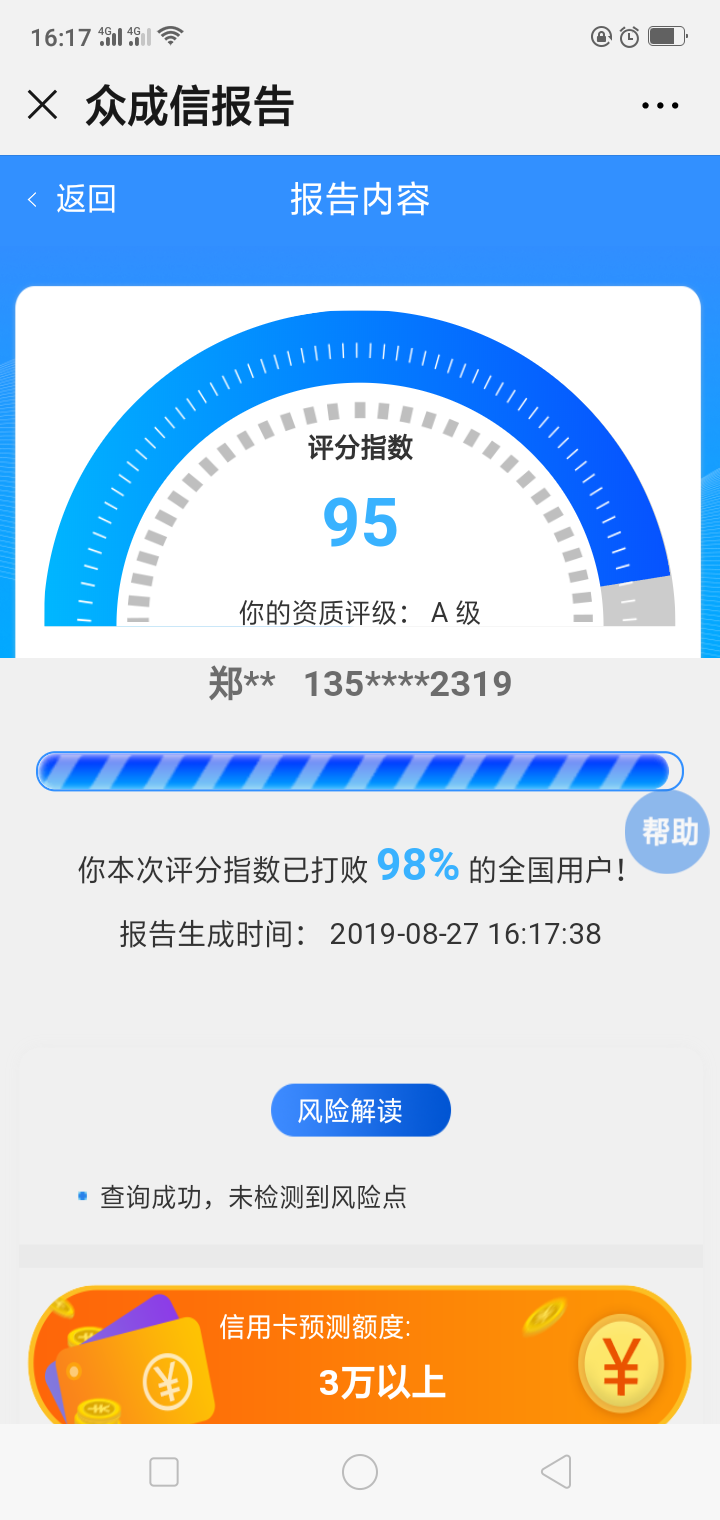 16:17 4G 4G
众成信报告
返回 报告内容
评分指数
95
你的资质评级： A 级
郑** 135****2319
帮助
你本次评分指数已打败 98% 的全国用户！
报告生成时间： 2019-08-27 16:17:38
风险解读
查询成功，未检测到风险点
信用卡预测额度:
3万以上